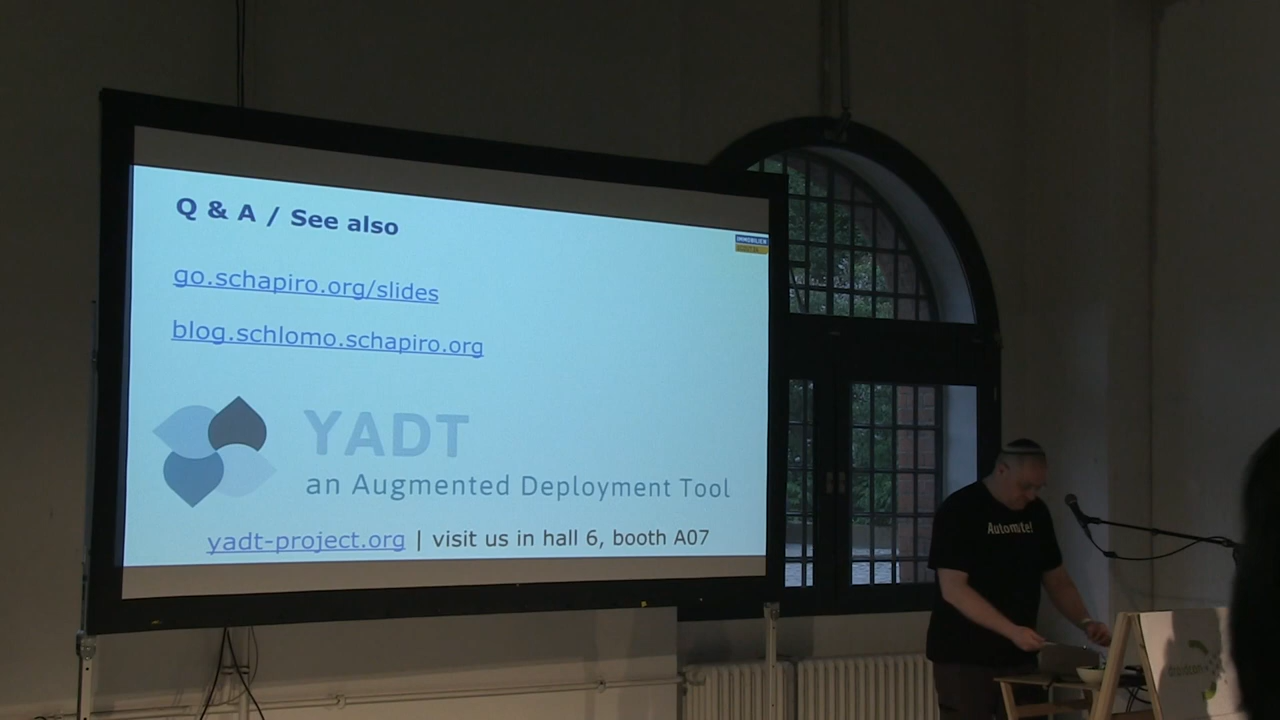 Q & A / See also
IMMOBILIEN
go.schapiro.org/slides
blog.schlomo.schapiro.org
YADT
an Augmented Deployment Tool
yadt-project.org | visit us in hall 6, booth A07
Automate!